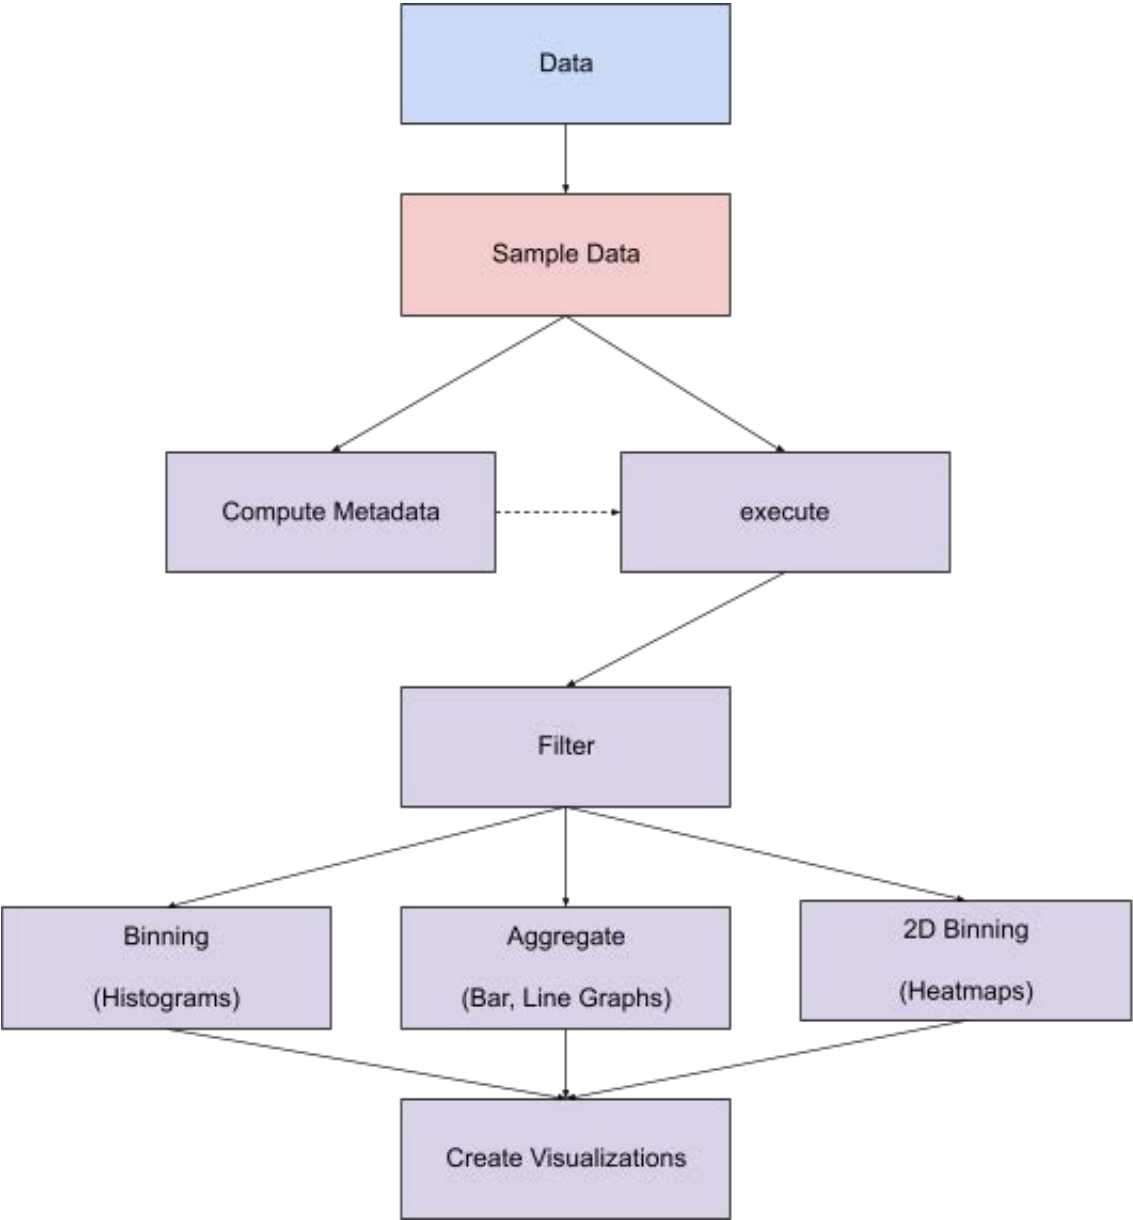 Data
Sample Data
Compute Metadata
execute
Filter
Binning
(Histograms)
Aggregate
(Bar, Line Graphs)
2D Binning
(Heatmaps)
Create Visualizations